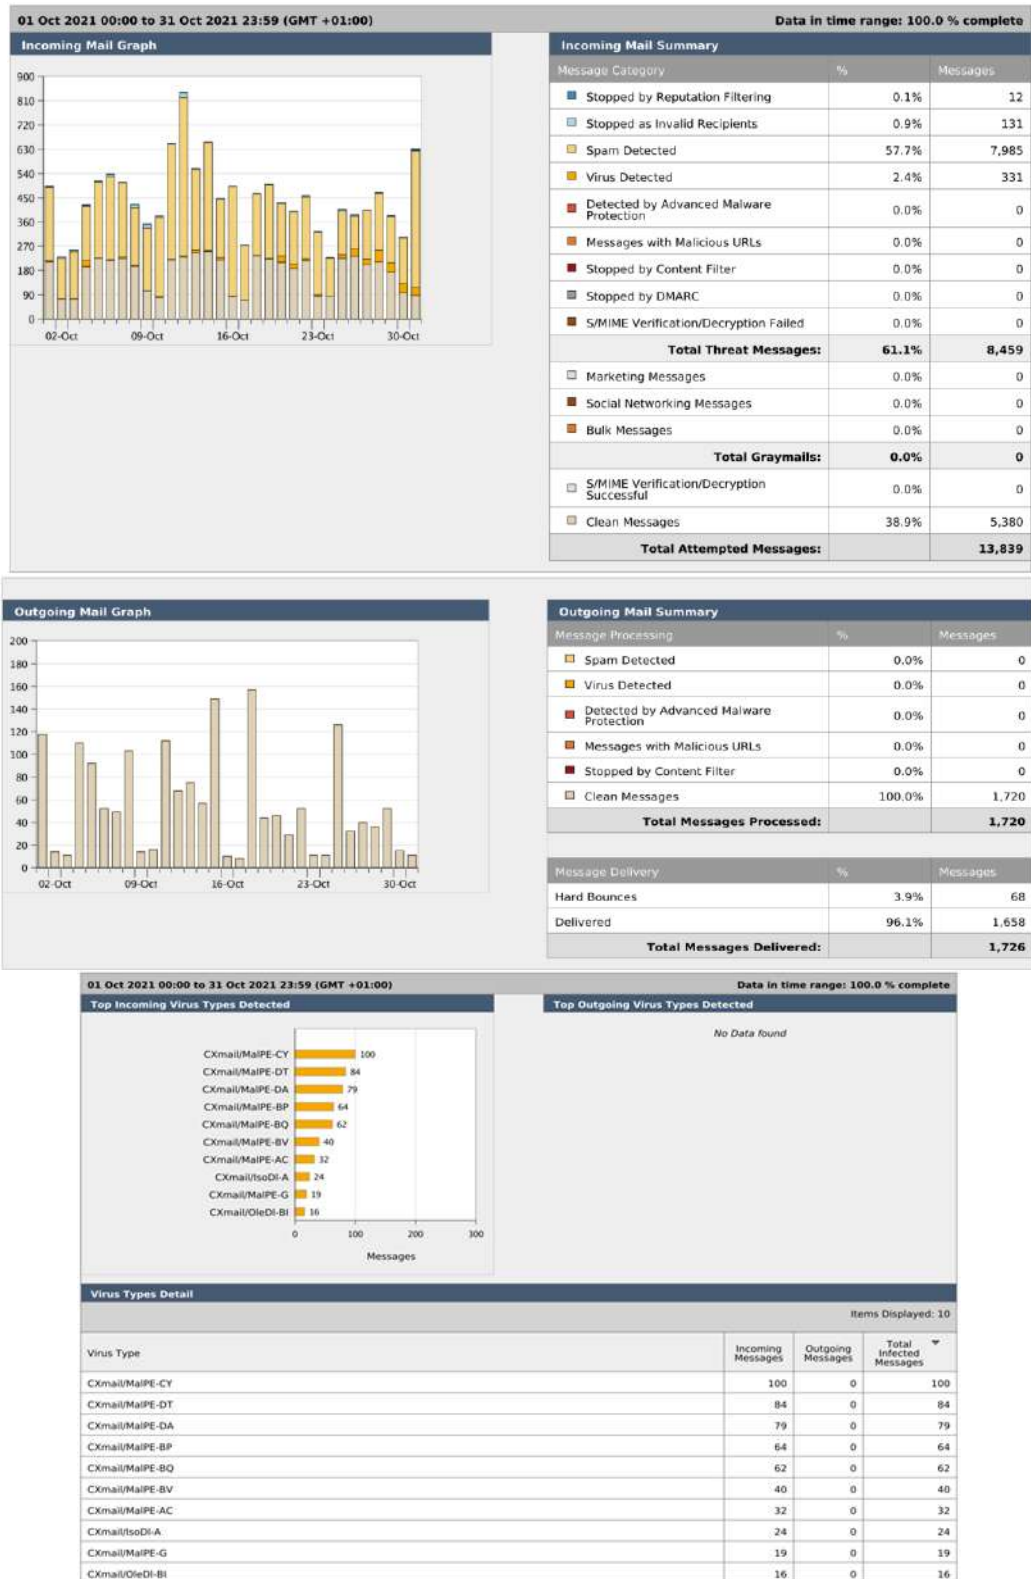 01 Oct 2021 00:00 to 31 Oct 2021 23:59 (GMT +01:00) Data in time range: 100.0 % complete
Incoming Mail Graph
900
810
720
630
540
450
360
270
180
90
0
02-Oct 09-Oct 16-Oct 23-Oct 30-Oct
Incoming Mail Summary
Message Category % Messages
Stopped by Reputation Filtering 0.1% 12
Stopped as Invalid Recipients 0.9% 131
Spam Detected 57.7% 7,985
Virus Detected 2.4% 331
Detected by Advanced Malware
Protection 0.0% 0
Messages with Malicious URLs 0.0% 0
Stopped by Content Filter 0.0% 0
Stopped by DMARC 0.0% 0
S/MIME Verification/Decryption Failed 0.0% 0
Total Threat Messages: 61.1% 8,459
Marketing Messages 0.0% 0
Social Networking Messages 0.0% 0
Bulk Messages 0.0% 0
Total Graymails: 0.0% 0
S/MIME Verification/Decryption
Successful 0.0% 0
Clean Messages 38.9% 5,380
Total Attempted Messages: 13,839
Outgoing Mail Graph
200
180
160
140
120
100
80
60
40
20
0
02-Oct 09-Oct 16-Oct 23-Oct 30-Oct
Outgoing Mail Summary
Message Processing % Messages
Spam Detected 0.0% 0
Virus Detected 0.0% 0
Detected by Advanced Malware
Protection 0.0% 0
Messages with Malicious URLs 0.0% 0
Stopped by Content Filter 0.0% 0
Clean Messages 100.0% 1,720
Total Messages Processed: 1,720
Message Delivery % Messages
Hard Bounces 3.9% 68
Delivered 96.1% 1,658
Total Messages Delivered: 1,726
01 Oct 2021 00:00 to 31 Oct 2021 23:59 (GMT +01:00) Data in time range: 100.0 % complete
Top Incoming Virus Types Detected
CXmail/MalPE-CY 100
CXmail/MalPE-DT 84
CXmail/MalPE-DA 79
CXmail/MalPE-BP 64
CXmail/MalPE-BQ 62
CXmail/MalPE-BV 40
CXmail/MalPE-AC 32
CXmail/IsoDl-A 24
CXmail/MalPE-G 19
CXmail/OleDl-BI 16
0 100 200 300
Messages
Top Outgoing Virus Types Detected
No Data found
Virus Types Detail
Items Displayed: 10
Virus Type Incoming Messages Outgoing Messages Total Infected Messages
CXmail/MalPE-CY 100 0 100
CXmail/MalPE-DT 84 0 84
CXmail/MalPE-DA 79 0 79
CXmail/MalPE-BP 64 0 64
CXmail/MalPE-BQ 62 0 62
CXmail/MalPE-BV 40 0 40
CXmail/MalPE-AC 32 0 32
CXmail/IsoDl-A 24 0 24
CXmail/MalPE-G 19 0 19
CXmail/OleDl-BI 16 0 16